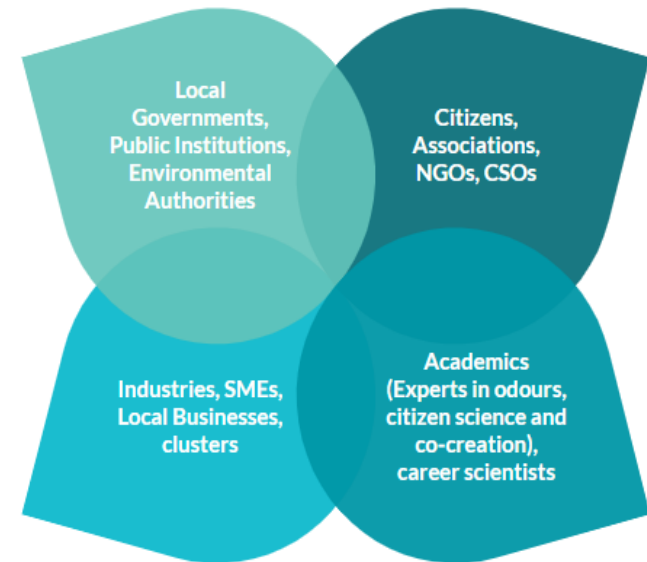 Local
Governments,
Public Institutions,
Environmental
Authorities
Citizens,
Associations,
NGOs, CSOs
Industries, SMEs,
Local Businesses,
clusters
Academics
(Experts in odours,
citizen science and
co-creation),
career scientists